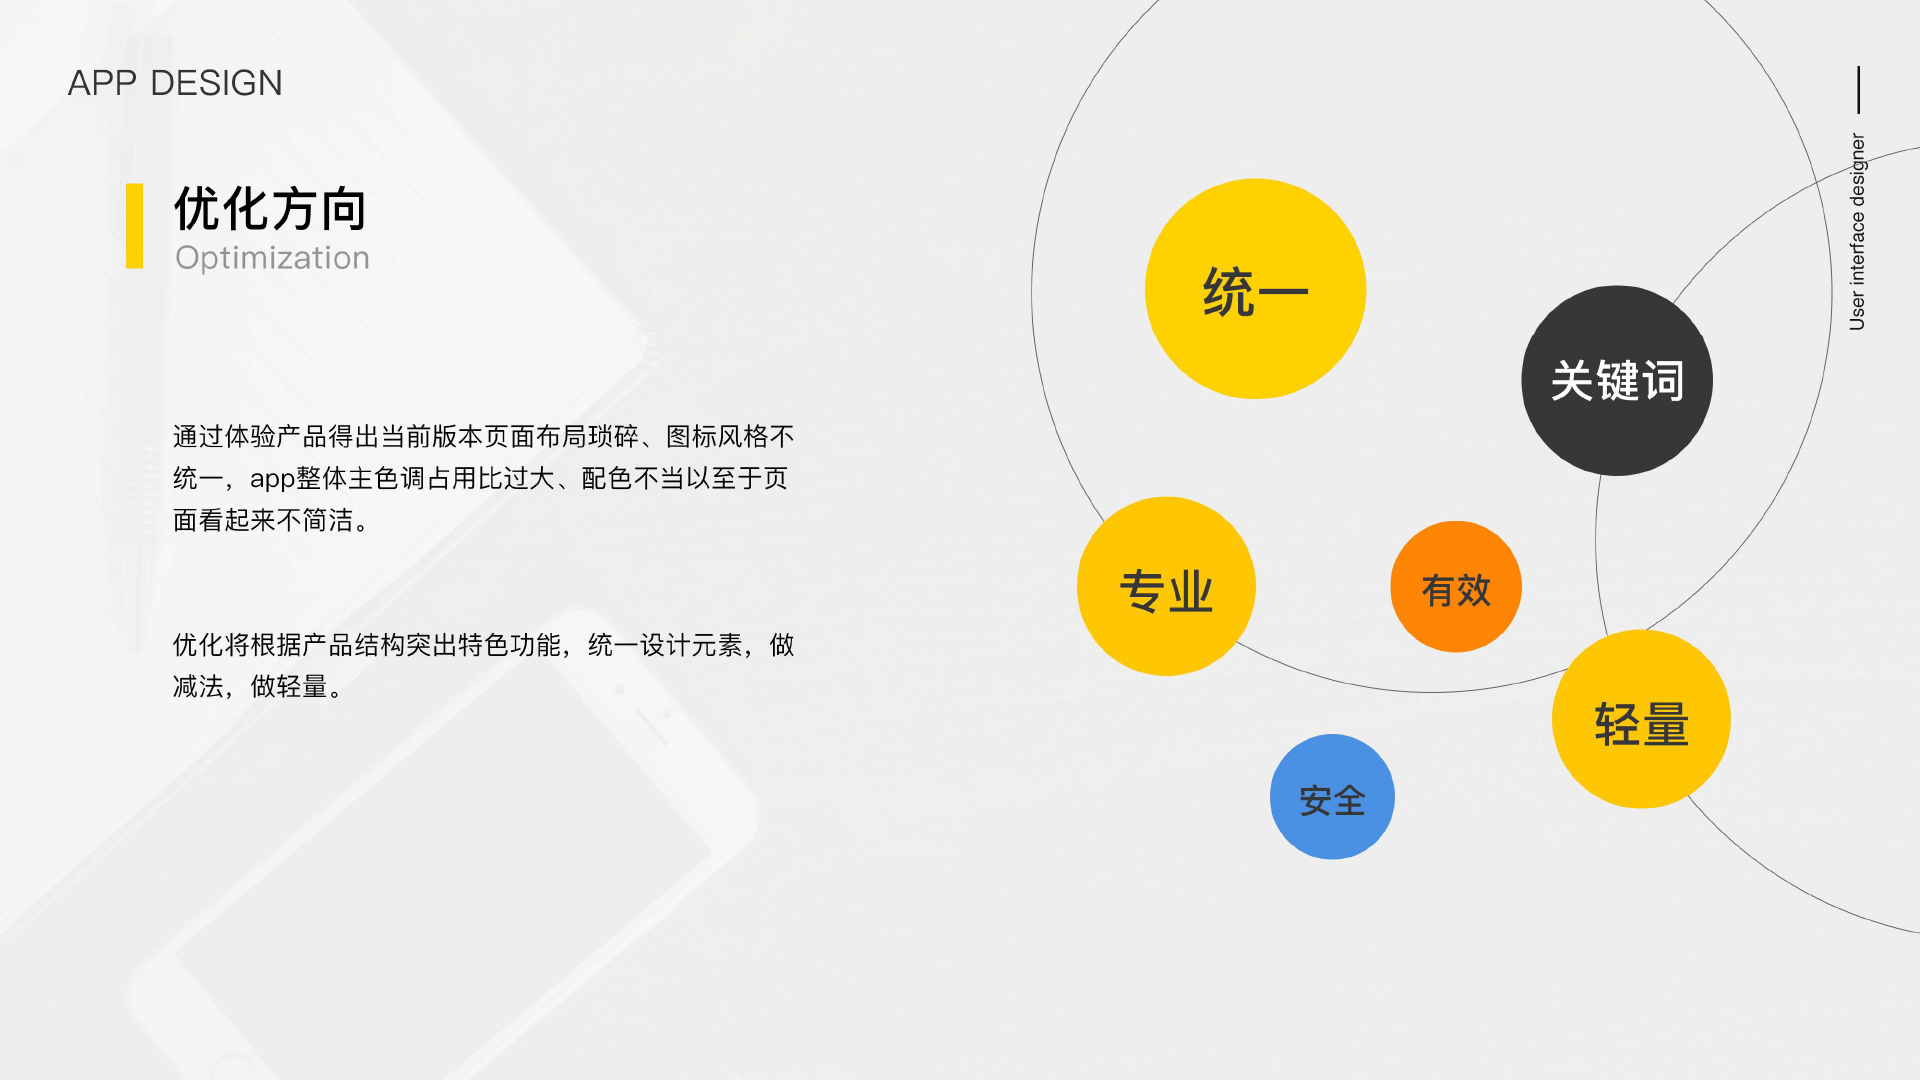 APP DESIGN
优化方向
Optimization
通过体验产品得出当前版本页面布局琐碎、图标风格不
统一，app整体主色调占用比过大、配色不当以至于页
面看起来不简洁。
优化将根据产品结构突出特色功能，统一设计元素，做
减法，做轻量。
统一
关键词
专业
有效
轻量
安全
User interface designer